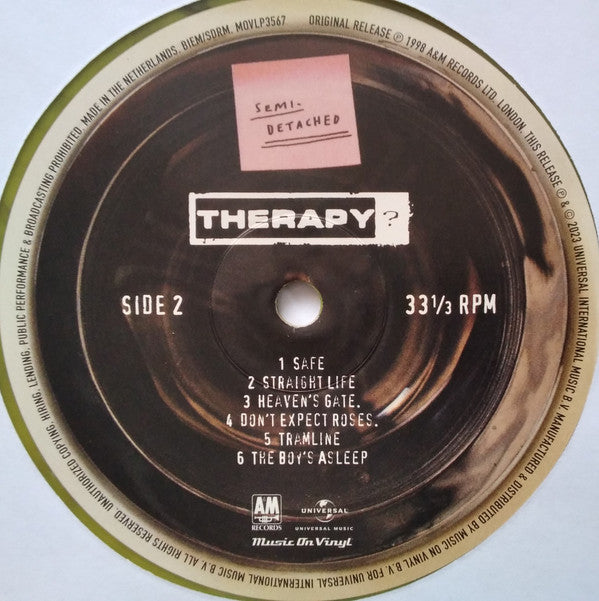 ORIGINAL RELEASE ℗ 1998 A&M RECORDS LTD. LONDON. THIS RELEASE ℗ & © 2023 UNIVERSAL INTERNATIONAL MUSIC B.V. MANUFACTURED & DISTRIBUTED BY MUSIC ON VINYL B.V. FOR UNIVERSAL INTERNATIONAL MUSIC B.V. ALL RIGHTS RESERVED. UNAUTHORIZED COPYING, HIRING, LENDING, PUBLIC PERFORMANCE & BROADCASTING PROHIBITED. MADE IN THE NETHERLANDS. BIEM/SDRM. MOVLP3567
SEMI-
DETACHED
THERAPY?
SIDE 2 33 1/3 RPM
1 SAFE
2 STRAIGHT LIFE
3 HEAVEN'S GATE.
4 DON'T EXPECT ROSES.
5 TRAMLINE
6 THE BOY'S ASLEEP
AM RECORDS
UNIVERSAL
UNIVERSAL MUSIC
Music On Vinyl